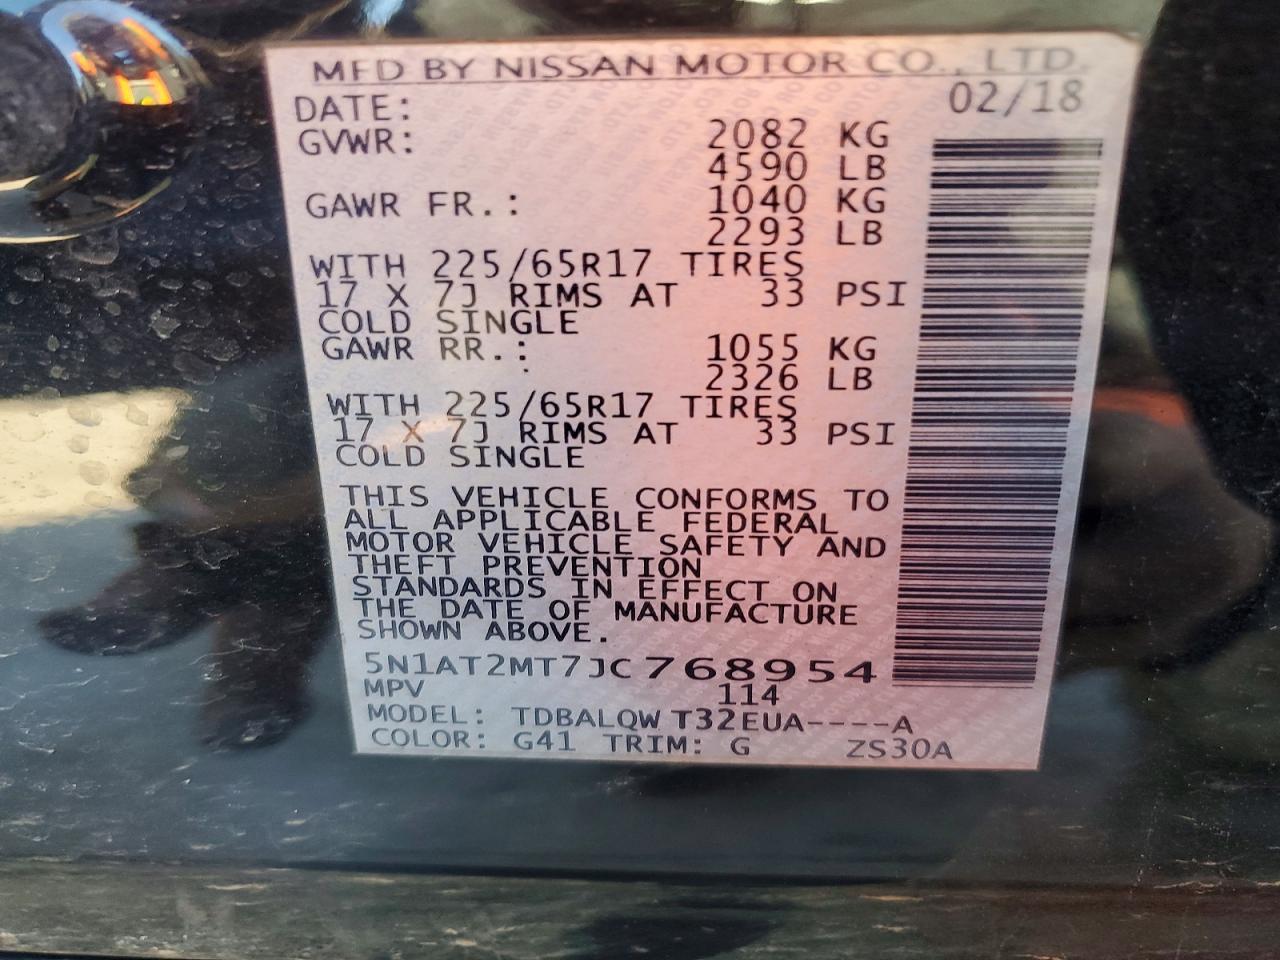 MFD BY NISSAN MOTOR CO., LTD.
DATE: 02/18
GVWR: 2082 KG
4590 LB
GAWR FR.: 1040 KG
2293 LB
WITH 225/65R17 TIRES
17 X 7J RIMS AT 33 PSI
COLD SINGLE
GAWR RR.: 1055 KG
2326 LB
WITH 225/65R17 TIRES
17 X 7J RIMS AT 33 PSI
COLD SINGLE
THIS VEHICLE CONFORMS TO
ALL APPLICABLE FEDERAL
MOTOR VEHICLE SAFETY AND
THEFT PREVENTION
STANDARDS IN EFFECT ON
THE DATE OF MANUFACTURE
SHOWN ABOVE.
5N1AT2MT7JC768954
MPV 114
MODEL: TDBALQW T32EUA----A
COLOR: G41 TRIM: G ZS30A